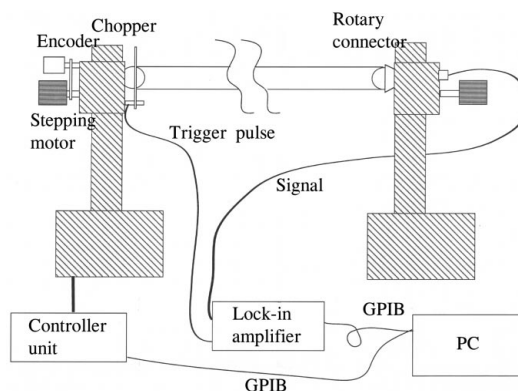 Chopper
Encoder
Rotary
connector
Stepping
motor
Trigger pulse
Signal
Controller
unit
Lock-in
amplifier
GPIB
PC
GPIB